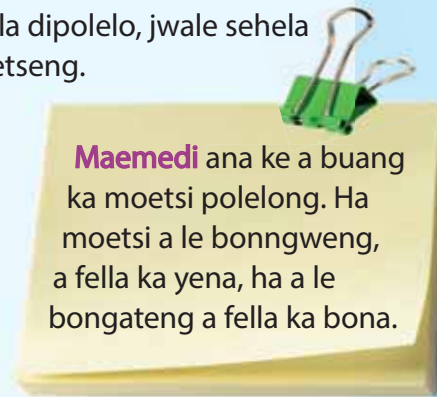 la dipolelo, jwale sehela
etseng.
Maemedi ana ke a buang
ka moetsi polelong. Ha
moetsi a le bonngweng,
a fella ka yena, ha a le
bongateng a fella ka bona.